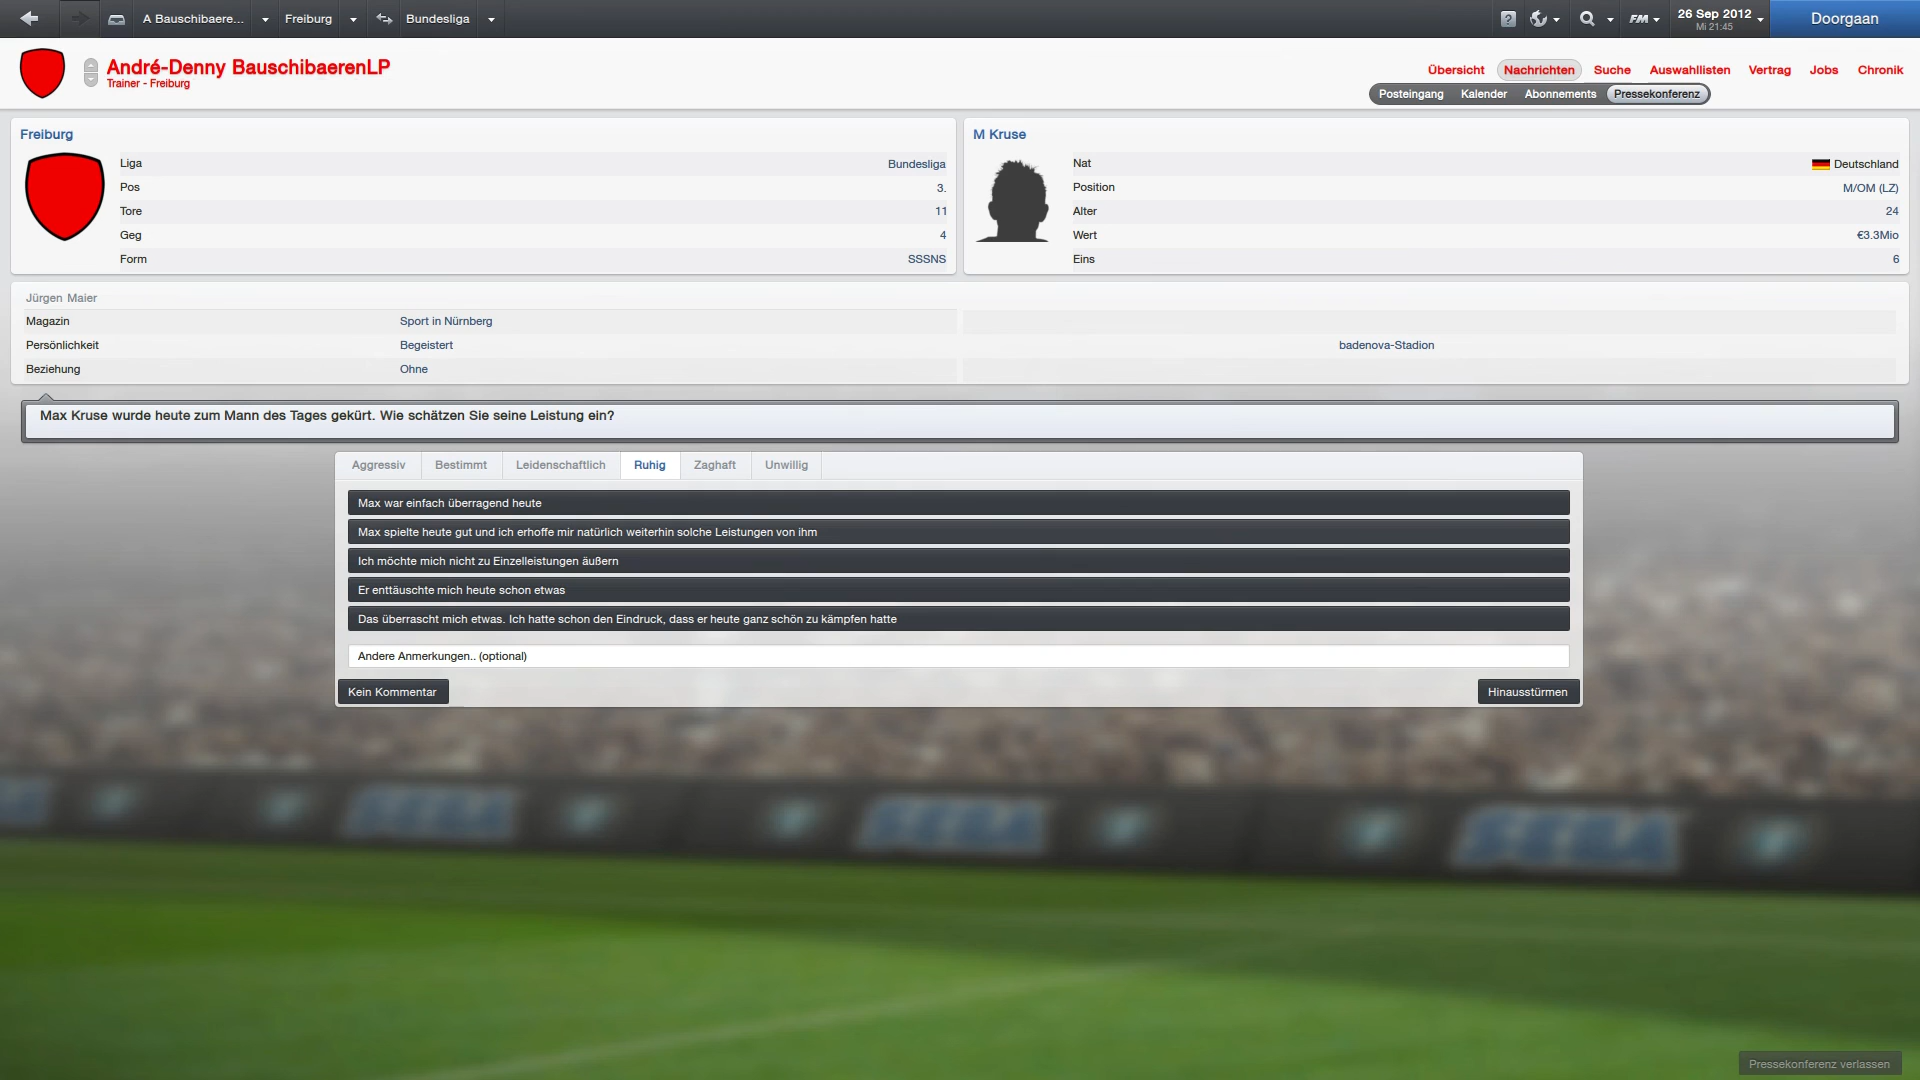 A Bauschibaere...
Freiburg
Bundesliga
FM
26 Sep 2012
Mi 21:45
Doorgaan
André-Denny BauschibaerenLP
Trainer - Freiburg
Übersicht Nachrichten Suche Auswahllisten Vertrag Jobs Chronik
Posteingang Kalender Abonnements Pressekonferenz
Freiburg
Liga Bundesliga
Pos 3.
Tore 11
Geg 4
Form SSSNS
M Kruse
Nat Deutschland
Position M/OM (LZ)
Alter 24
Wert €3.3Mio
Eins 6
Jürgen Maier
Magazin Sport in Nürnberg
Persönlichkeit Begeistert
Beziehung Ohne
badenova-Stadion
Max Kruse wurde heute zum Mann des Tages gekürt. Wie schätzen Sie seine Leistung ein?
Aggressiv Bestimmt Leidenschaftlich Ruhig Zaghaft Unwillig
Max war einfach überragend heute
Max spielte heute gut und ich erhoffe mir natürlich weiterhin solche Leistungen von ihm
Ich möchte mich nicht zu Einzelleistungen äußern
Er enttäuschte mich heute schon etwas
Das überrascht mich etwas. Ich hatte schon den Eindruck, dass er heute ganz schön zu kämpfen hatte
Andere Anmerkungen.. (optional)
Kein Kommentar
Hinausstürmen
SEGA
SEGA
SEGA
Pressekonferenz verlassen